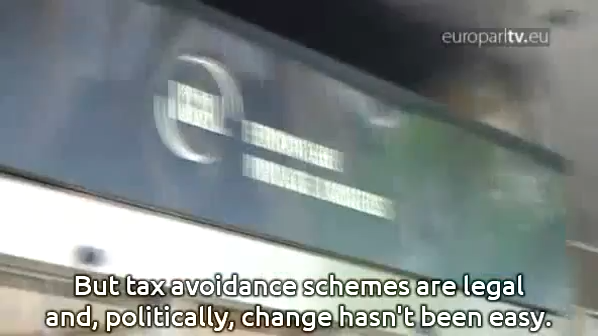 europarltv.eu
But tax avoidance schemes are legal
and, politically, change hasn't been easy.